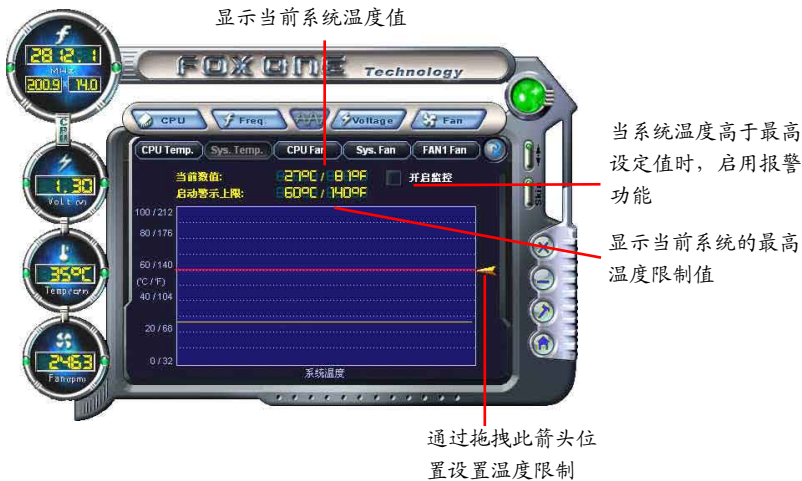 显示当前系统温度值
2812.1
MHZ
200.9 14.0
CPU
FOX ONE Technology
CPU Freq. Voltage Fan
CPU Temp. Sys. Temp. CPU Fan Sys. Fan FAN1 Fan
当前数值: 27℃/ 81℉ 开启监控
启动警示上限: 60℃/140℉
1.30
Volt (V)
100 / 212
80 / 176
60 / 140
(℃ / ℉)
40 / 104
20 / 68
0 / 32
系统温度
35℃
2463
Fan(rpm)
当系统温度高于最高
设定值时，启用报警
功能
显示当前系统的最高
温度限制值
通过拖拽此箭头位
置设置温度限制